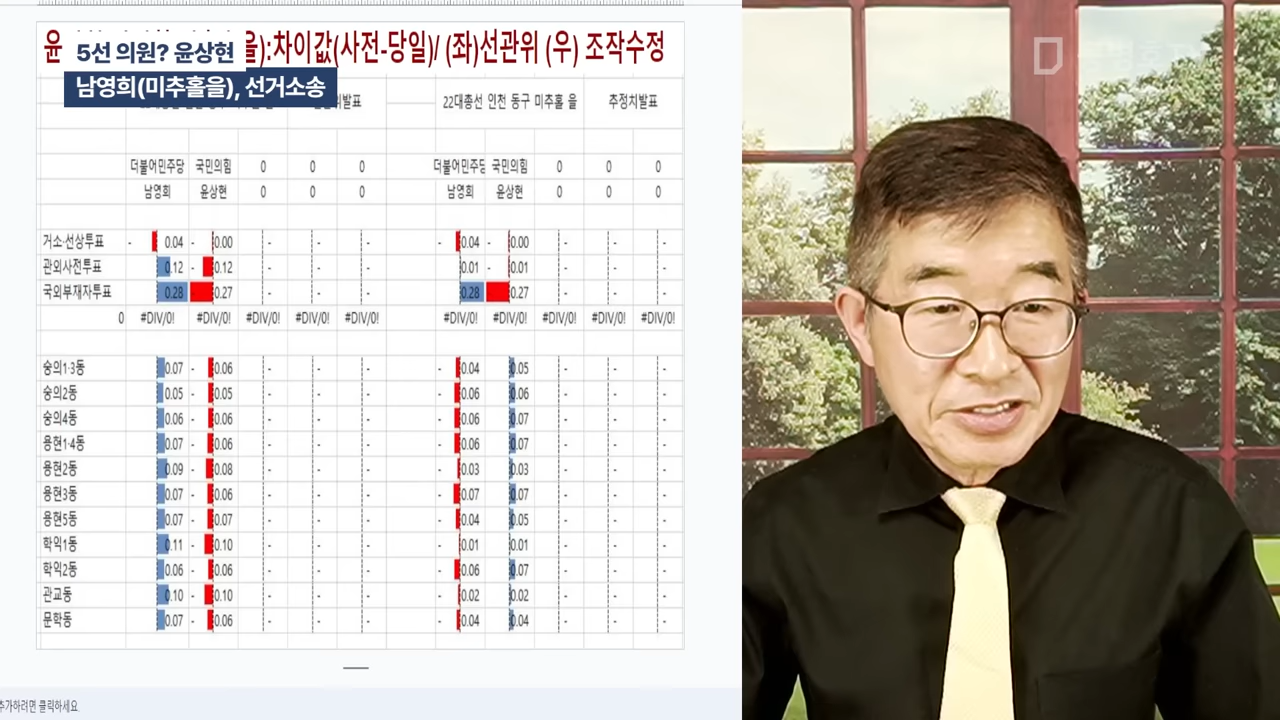 윤 을):차이값(사전-당일)/ (좌)선관위 (우) 조작수정
5선 의원? 윤상현
남영희(미추홀을), 선거소송
발표 22대총선 인천 동구 미추홀 을 추정치발표
더불어민주당 국민의힘 0 0 0 더불어민주당 국민의힘 0 0 0
남영희 윤상현 0 0 0 남영희 윤상현 0 0 0
거소·선상투표 - 0.04 - 0.00 - - - - 0.04 - 0.00 - - -
관외사전투표 0.12 - 0.12 - - - 0.01 - 0.01 - - -
국외부재자투표 0.28 - 0.27 - - - 0.28 - 0.27 - - -
0 #DIV/0! #DIV/0! #DIV/0! #DIV/0! #DIV/0! #DIV/0! #DIV/0! #DIV/0! #DIV/0!
숭의1·3동 0.07 - 0.06 - - - - 0.04 0.05 - - -
숭의2동 0.05 - 0.05 - - - - 0.06 0.06 - - -
숭의4동 0.06 - 0.06 - - - - 0.06 0.07 - - -
용현1·4동 0.07 - 0.06 - - - - 0.06 0.07 - - -
용현2동 0.09 - 0.08 - - - - 0.03 0.03 - - -
용현3동 0.07 - 0.06 - - - - 0.07 0.07 - - -
용현5동 0.07 - 0.07 - - - - 0.04 0.05 - - -
학익1동 0.11 - 0.10 - - - - 0.01 0.01 - - -
학익2동 0.06 - 0.06 - - - - 0.06 0.07 - - -
관교동 0.10 - 0.10 - - - - 0.02 0.02 - - -
문학동 0.07 - 0.06 - - - - 0.04 0.04 - - -
추가하려면 클릭하세요